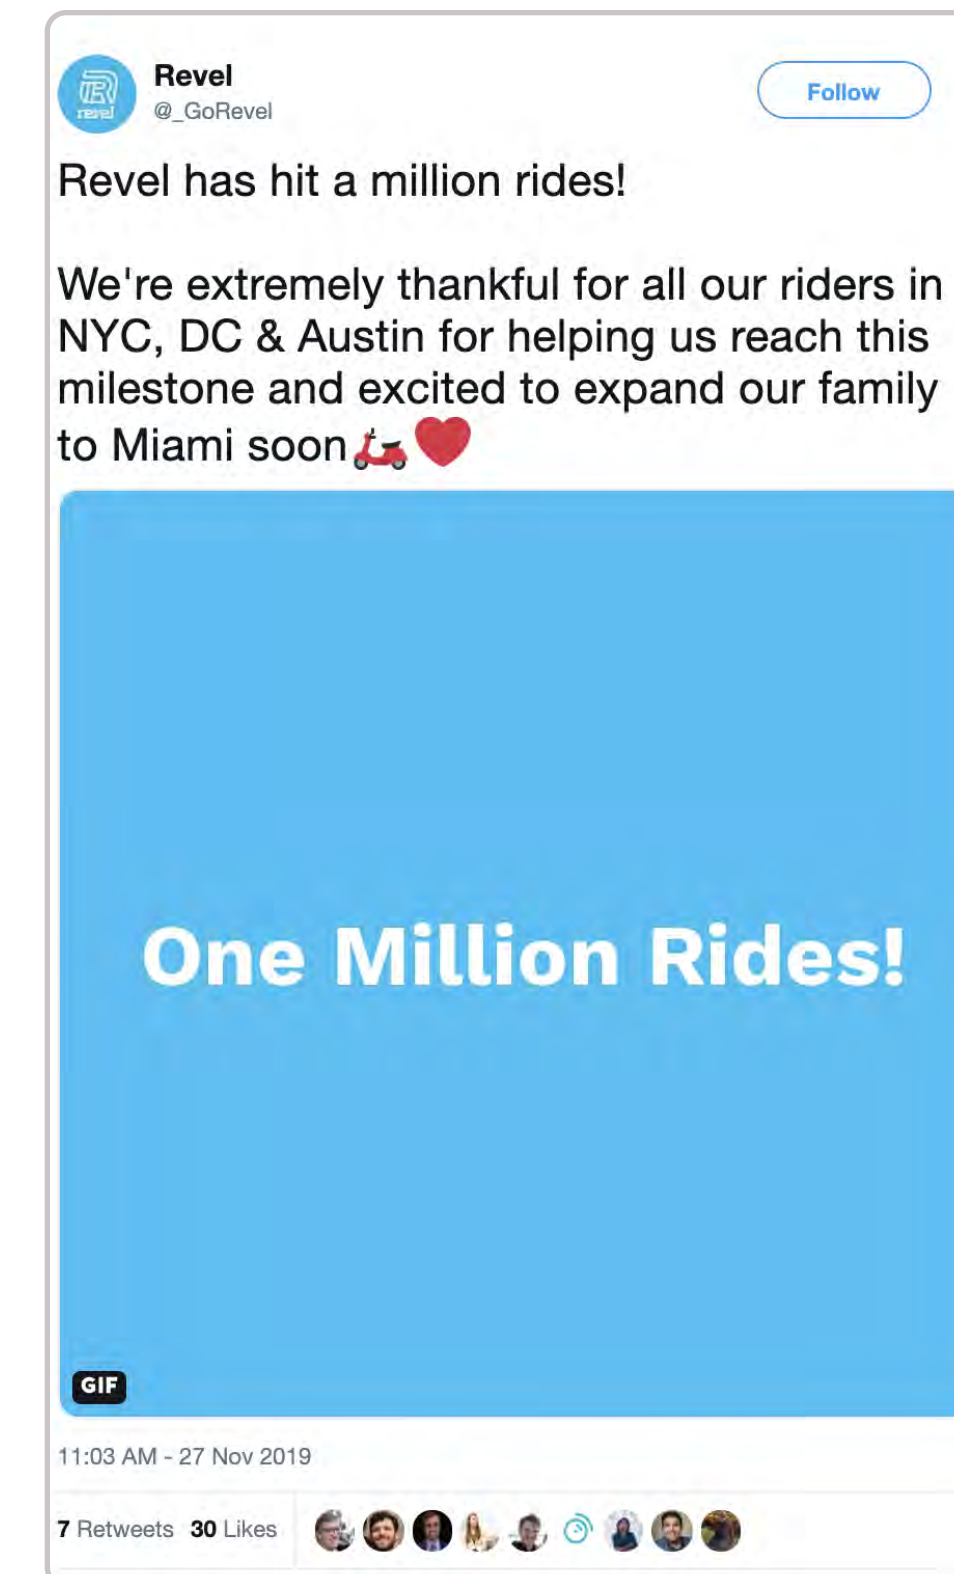 Revel
@_GoRevel
Follow
revel
Revel has hit a million rides!
We're extremely thankful for all our riders in
NYC, DC & Austin for helping us reach this
milestone and excited to expand our family
to Miami soon🛵❤️
One Million Rides!
GIF
11:03 AM - 27 Nov 2019
7 Retweets 30 Likes